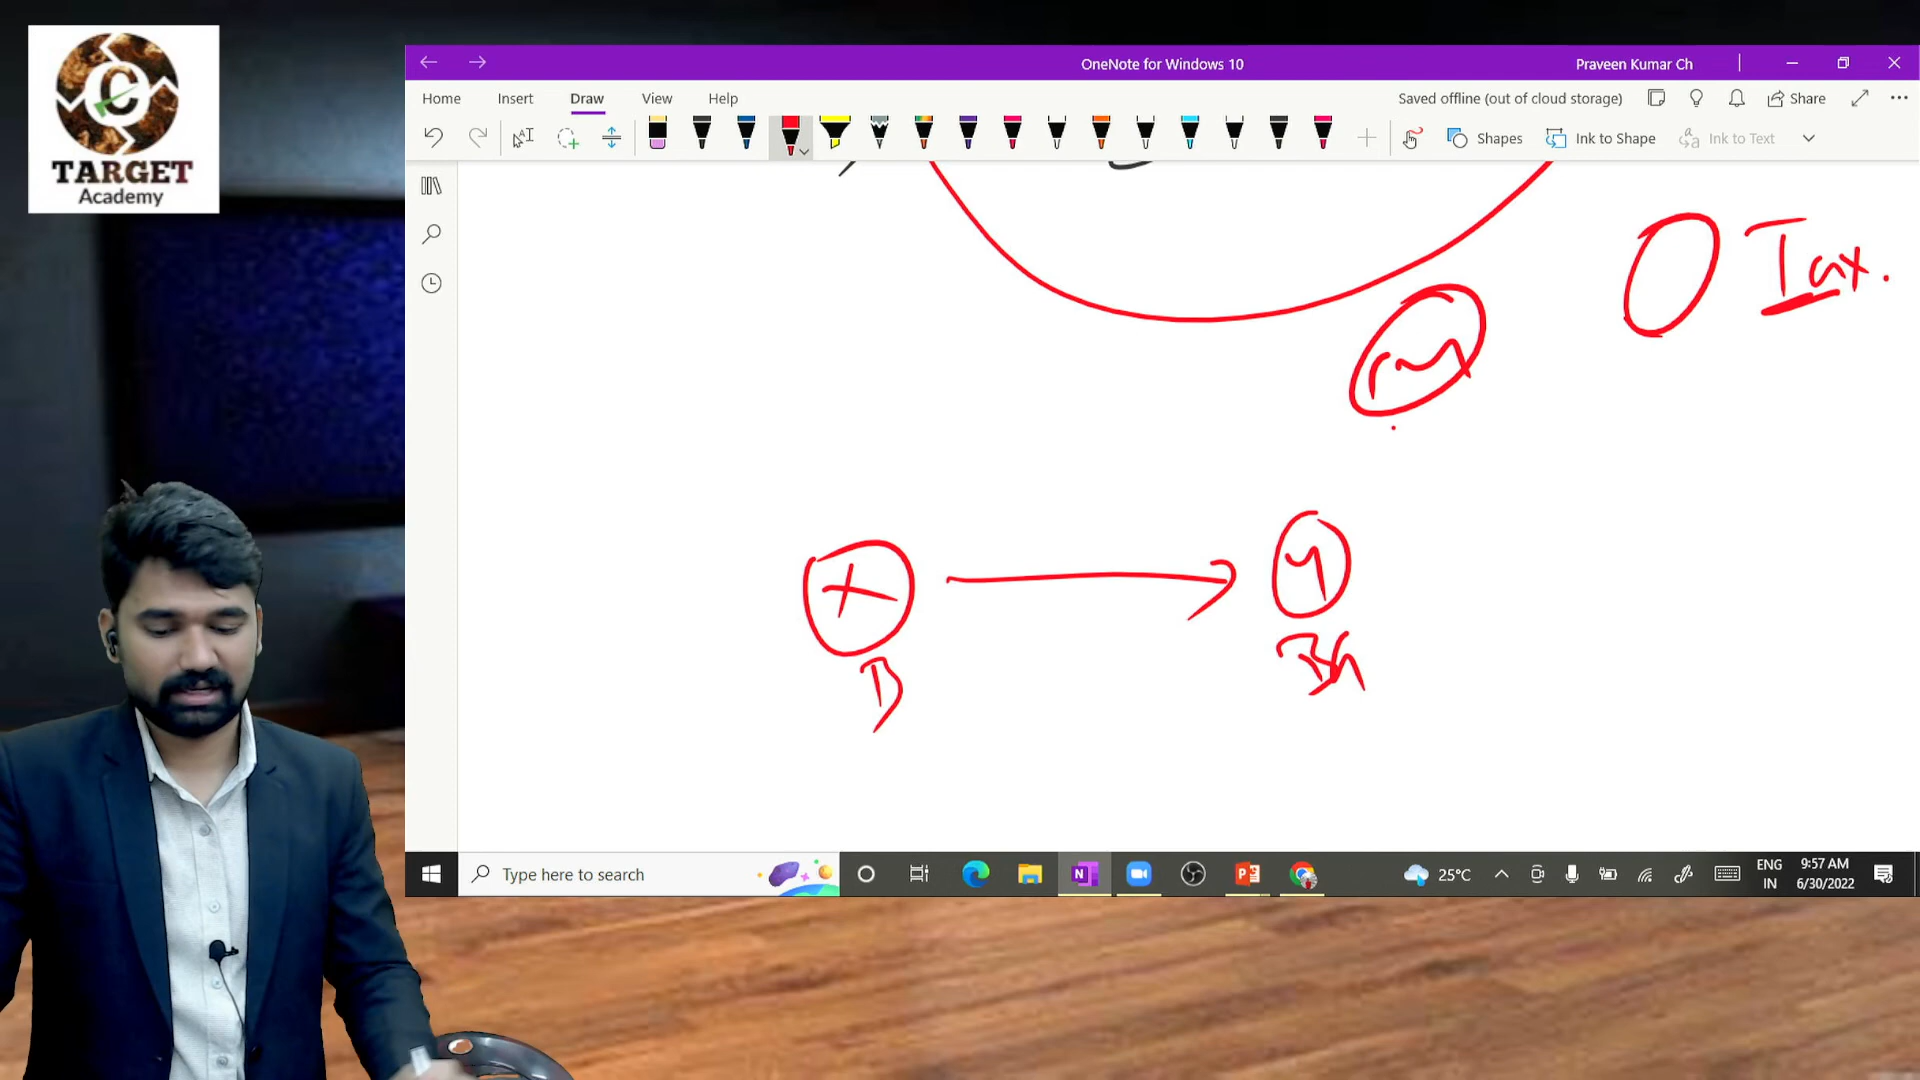 C
TARGET
Academy
OneNote for Windows 10
Praveen Kumar Ch
Home
Insert
Draw
View
Help
Saved offline (out of cloud storage)
Share
Shapes
Ink to Shape
Ink to Text
Tax.
X
Y
D
Type here to search
25°C
ENG
IN
9:57 AM
6/30/2022